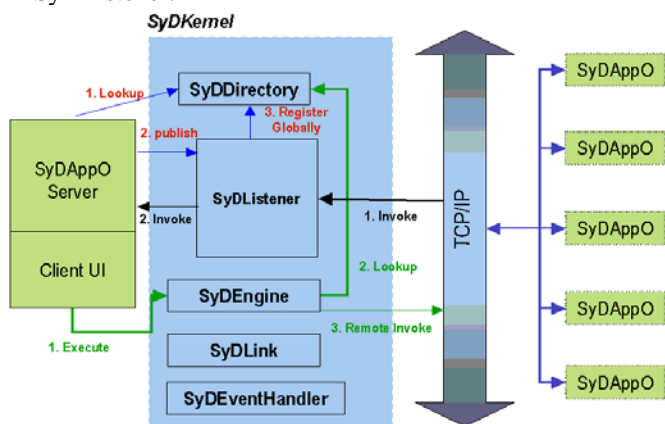 SyDKernel
SyDDirectory
1. Lookup
3. Register
Globally
2. publish
SyDAppO
Server
SyDListener
2. Invoke
1. Invoke
Client UI
2. Lookup
SyDEngine
3. Remote Invoke
1. Execute
SyDLink
SyDEventHandler
TCP/IP
SyDAppO
SyDAppO
SyDAppO
SyDAppO
SyDAppO